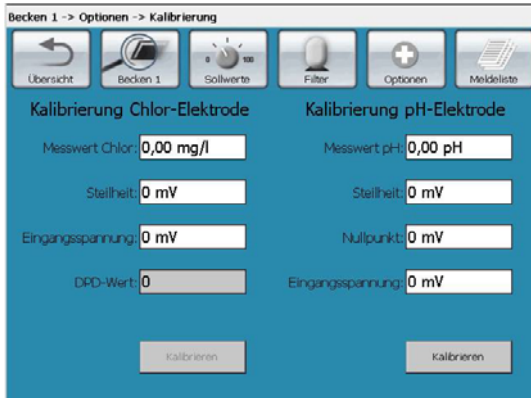 Becken 1 -> Optionen -> Kalibrierung
0 100
Übersicht Becken 1 Sollwerte Filter Optionen Meldeliste
Kalibrierung Chlor-Elektrode Kalibrierung pH-Elektrode
Messwert Chlor: 0,00 mg/l Messwert pH: 0,00 pH
Steilheit: 0 mV Steilheit: 0 mV
Eingangsspannung: 0 mV Nullpunkt: 0 mV
DPD-Wert: 0 Eingangsspannung: 0 mV
Kalibrieren Kalibrieren